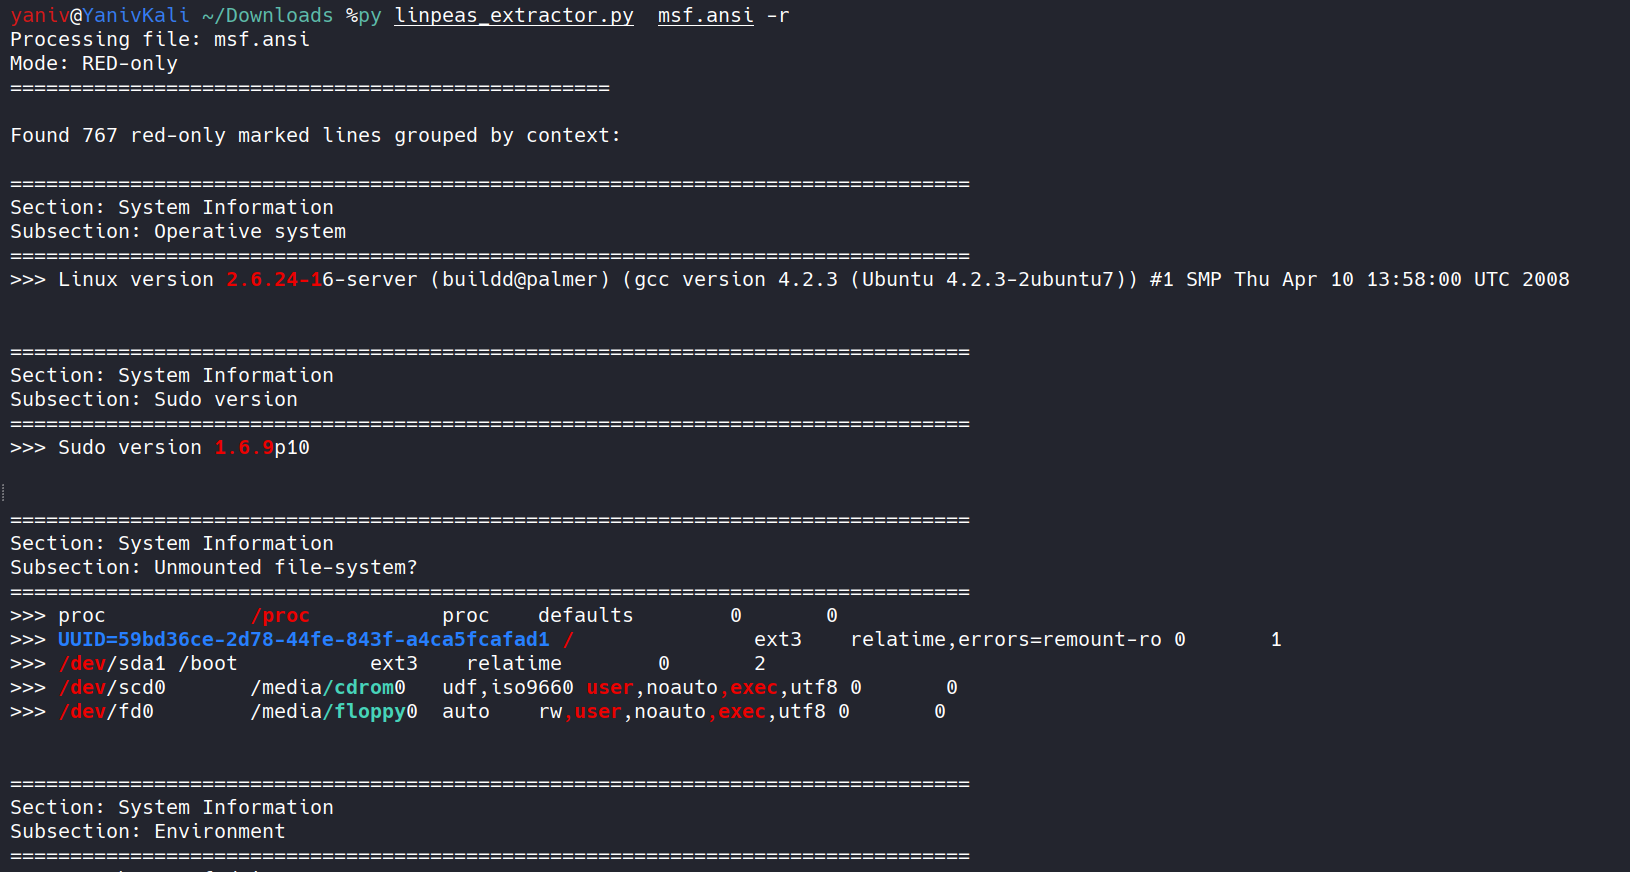 yaniv@YanivKali ~/Downloads %py linpeas_extractor.py  msf.ansi -r
Processing file: msf.ansi
Mode: RED-only
==================================================
Found 767 red-only marked lines grouped by context:
================================================================================
Section: System Information
Subsection: Operative system
================================================================================
>>> Linux version 2.6.24-16-server (buildd@palmer) (gcc version 4.2.3 (Ubuntu 4.2.3-2ubuntu7)) #1 SMP Thu Apr 10 13:58:00 UTC 2008
================================================================================
Section: System Information
Subsection: Sudo version
================================================================================
>>> Sudo version 1.6.9p10
================================================================================
Section: System Information
Subsection: Unmounted file-system?
================================================================================
>>> proc            /proc           proc    defaults        0       0
>>> UUID=59bd36ce-2d78-44fe-843f-a4ca5fcafad1 /               ext3    relatime,errors=remount-ro 0       1
>>> /dev/sda1 /boot           ext3    relatime        0       2
>>> /dev/scd0       /media/cdrom0   udf,iso9660 user,noauto,exec,utf8 0       0
>>> /dev/fd0        /media/floppy0  auto    rw,user,noauto,exec,utf8 0       0
================================================================================
Section: System Information
Subsection: Environment
================================================================================